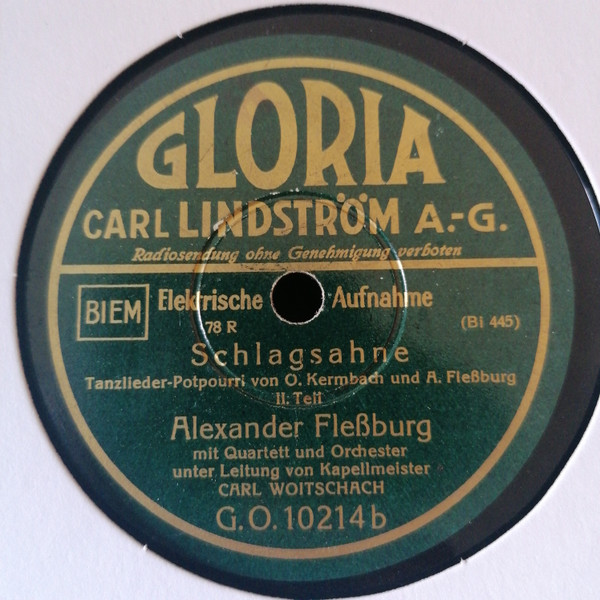 GLORIA
CARL LINDSTRÖM A.-G.
Radiosendung ohne Genehmigung verboten
BIEM Elektrische Aufnahme
78 R (Bi 445)
Schlagsahne
Tanzlieder-Potpourri von O. Kermbach und A. Fleßburg
II. Teil
Alexander Fleßburg
mit Quartett und Orchester
unter Leitung von Kapellmeister
CARL WOITSCHACH
G.O. 10214b